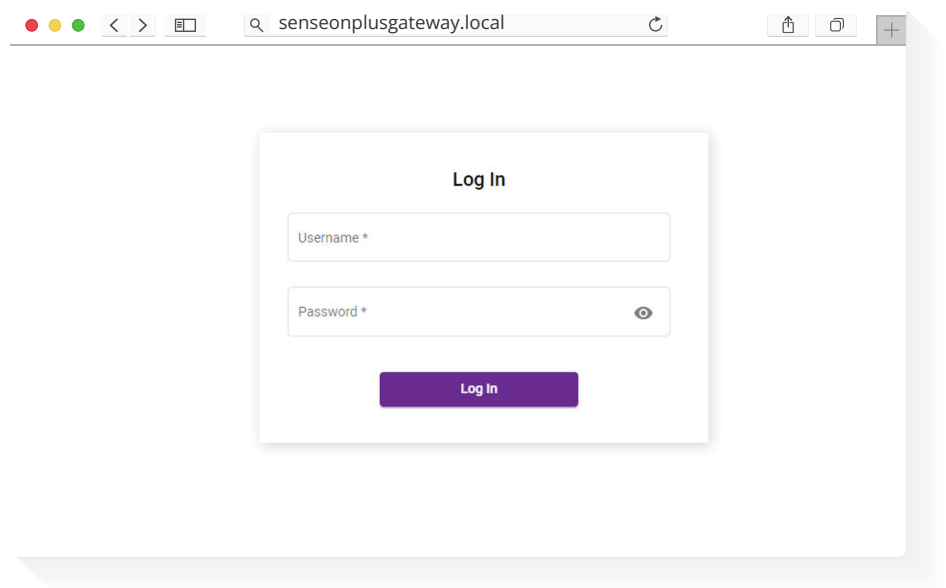 senseonplusgateway.local
Log In
Username *
Password *
Log In